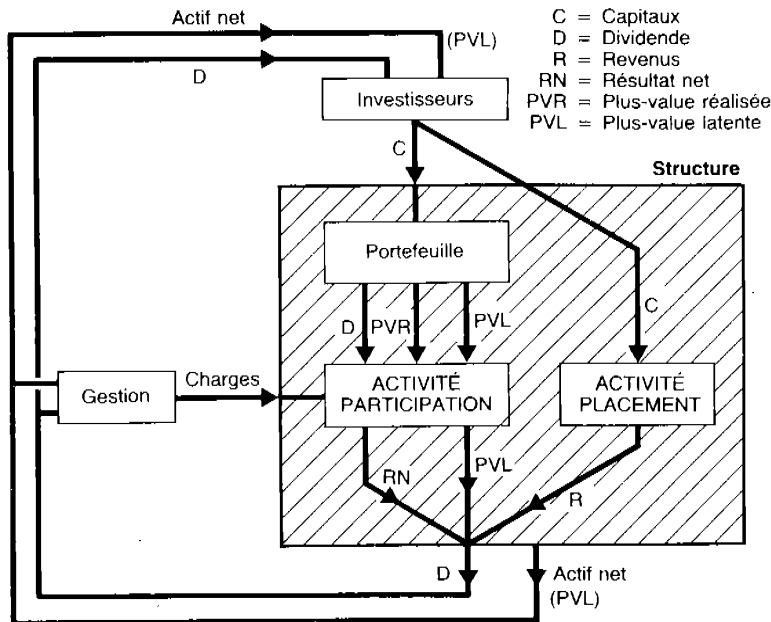 Actif net
(PVL)
D
Investisseurs
C = Capitaux
D = Dividende
R = Revenus
RN = Résultat net
PVR = Plus-value réalisée
PVL = Plus-value latente
C
Structure
Portefeuille
D PVR PVL
C
Gestion
Charges
ACTIVITÉ
PARTICIPATION
ACTIVITÉ
PLACEMENT
RN
PVL
R
D
Actif net
(PVL)